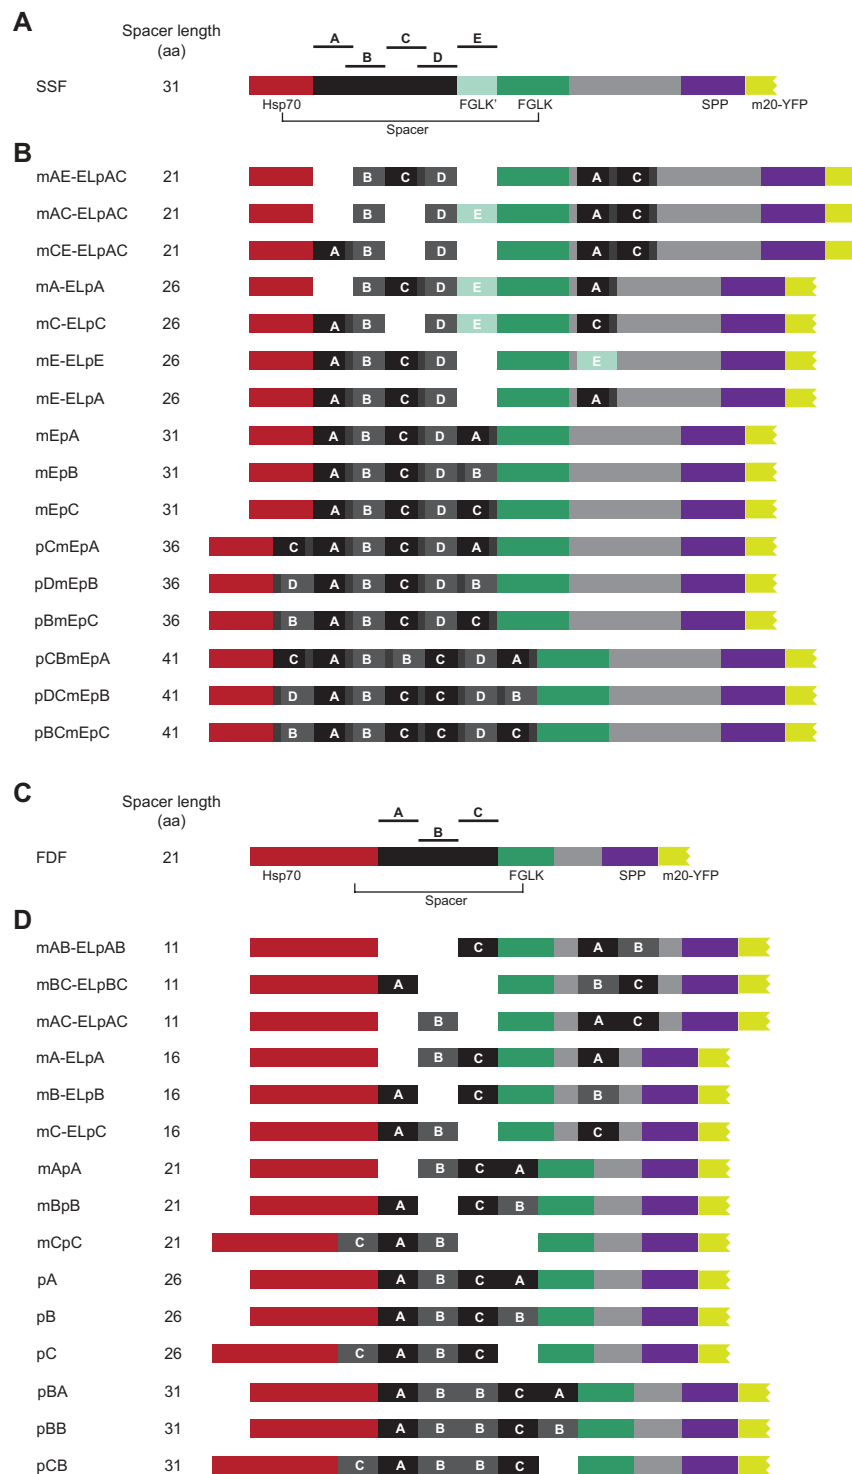 A
Spacer length
(aa)
A C E
B D
SSF 31
Hsp70 FGLK' FGLK SPP m20-YFP
Spacer
B
mAE-ELpAC 21 B C D A C
mAC-ELpAC 21 B D E A C
mCE-ELpAC 21 A B D A C
mA-ELpA 26 B C D E A
mC-ELpC 26 A B D E C
mE-ELpE 26 A B C D E
mE-ELpA 26 A B C D A
mEpA 31 A B C D A
mEpB 31 A B C D B
mEpC 31 A B C D C
pCmEpA 36 C A B C D A
pDmEpB 36 D A B C D B
pBmEpC 36 B A B C D C
pCBmEpA 41 C A B B C D A
pDCmEpB 41 D A B C C D B
pBCmEpC 41 B A B C C D C
C
Spacer length
(aa)
A C
B
FDF 21
Hsp70 FGLK SPP m20-YFP
Spacer
D
mAB-ELpAB 11 C A B
mBC-ELpBC 11 A B C
mAC-ELpAC 11 B A C
mA-ELpA 16 B C A
mB-ELpB 16 A C B
mC-ELpC 16 A B C
mApA 21 B C A
mBpB 21 A C B
mCpC 21 C A B
pA 26 A B C A
pB 26 A B C B
pC 26 C A B C
pBA 31 A B B C A
pBB 31 A B B C B
pCB 31 C A B B C